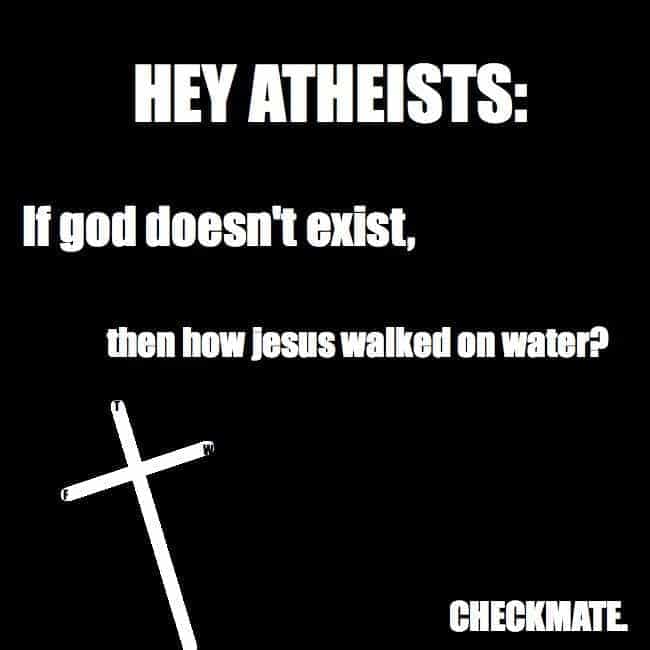 HEY ATHEISTS:
If god doesn't exist,
then how jesus walked on water?
T
W
F
CHECKMATE.